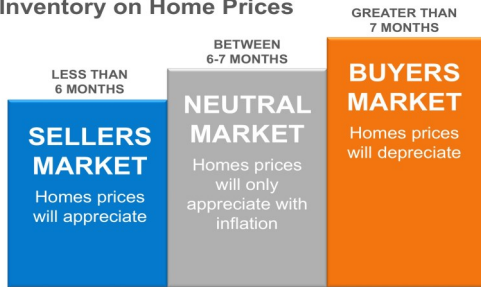 Inventory on Home Prices
LESS THAN
6 MONTHS
SELLERS
MARKET
Homes prices
will appreciate
BETWEEN
6-7 MONTHS
NEUTRAL
MARKET
Homes prices
will only
appreciate with
inflation
GREATER THAN
7 MONTHS
BUYERS
MARKET
Homes prices
will depreciate